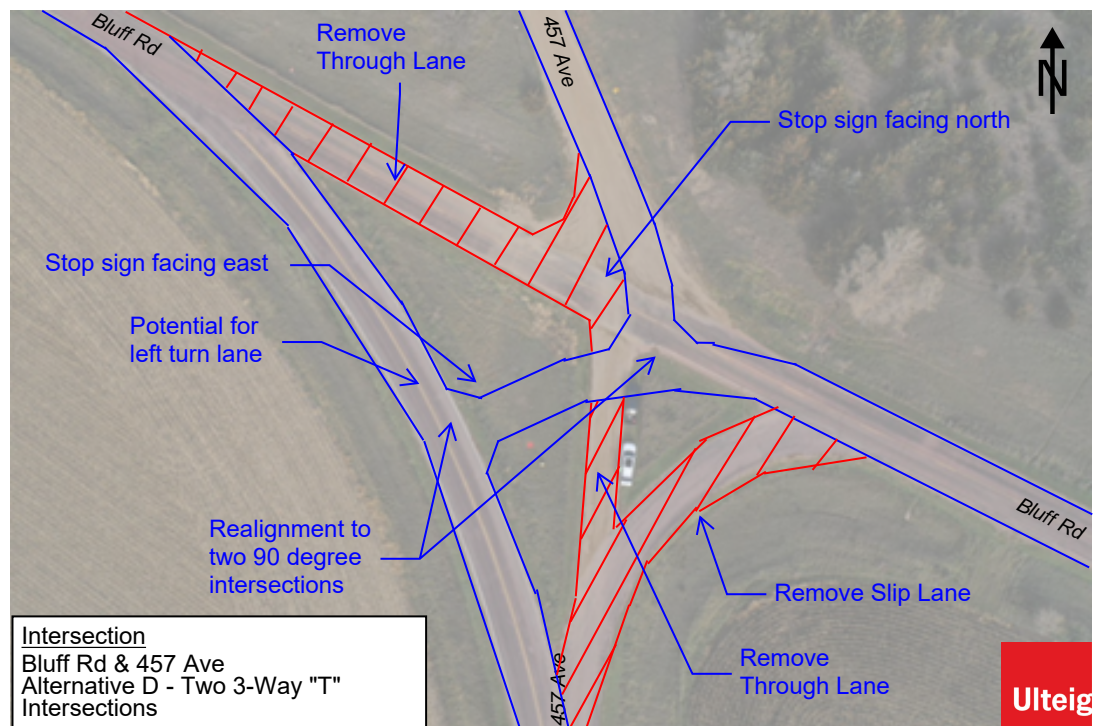 Bluff Rd
457 Ave
N
Remove
Through Lane
Stop sign facing north
Stop sign facing east
Potential for
left turn lane
Bluff Rd
Realignment to
two 90 degree
intersections
Remove Slip Lane
Remove
Through Lane
457 Ave
Intersection
Bluff Rd & 457 Ave
Alternative D - Two 3-Way "T"
Intersections
Ulteig